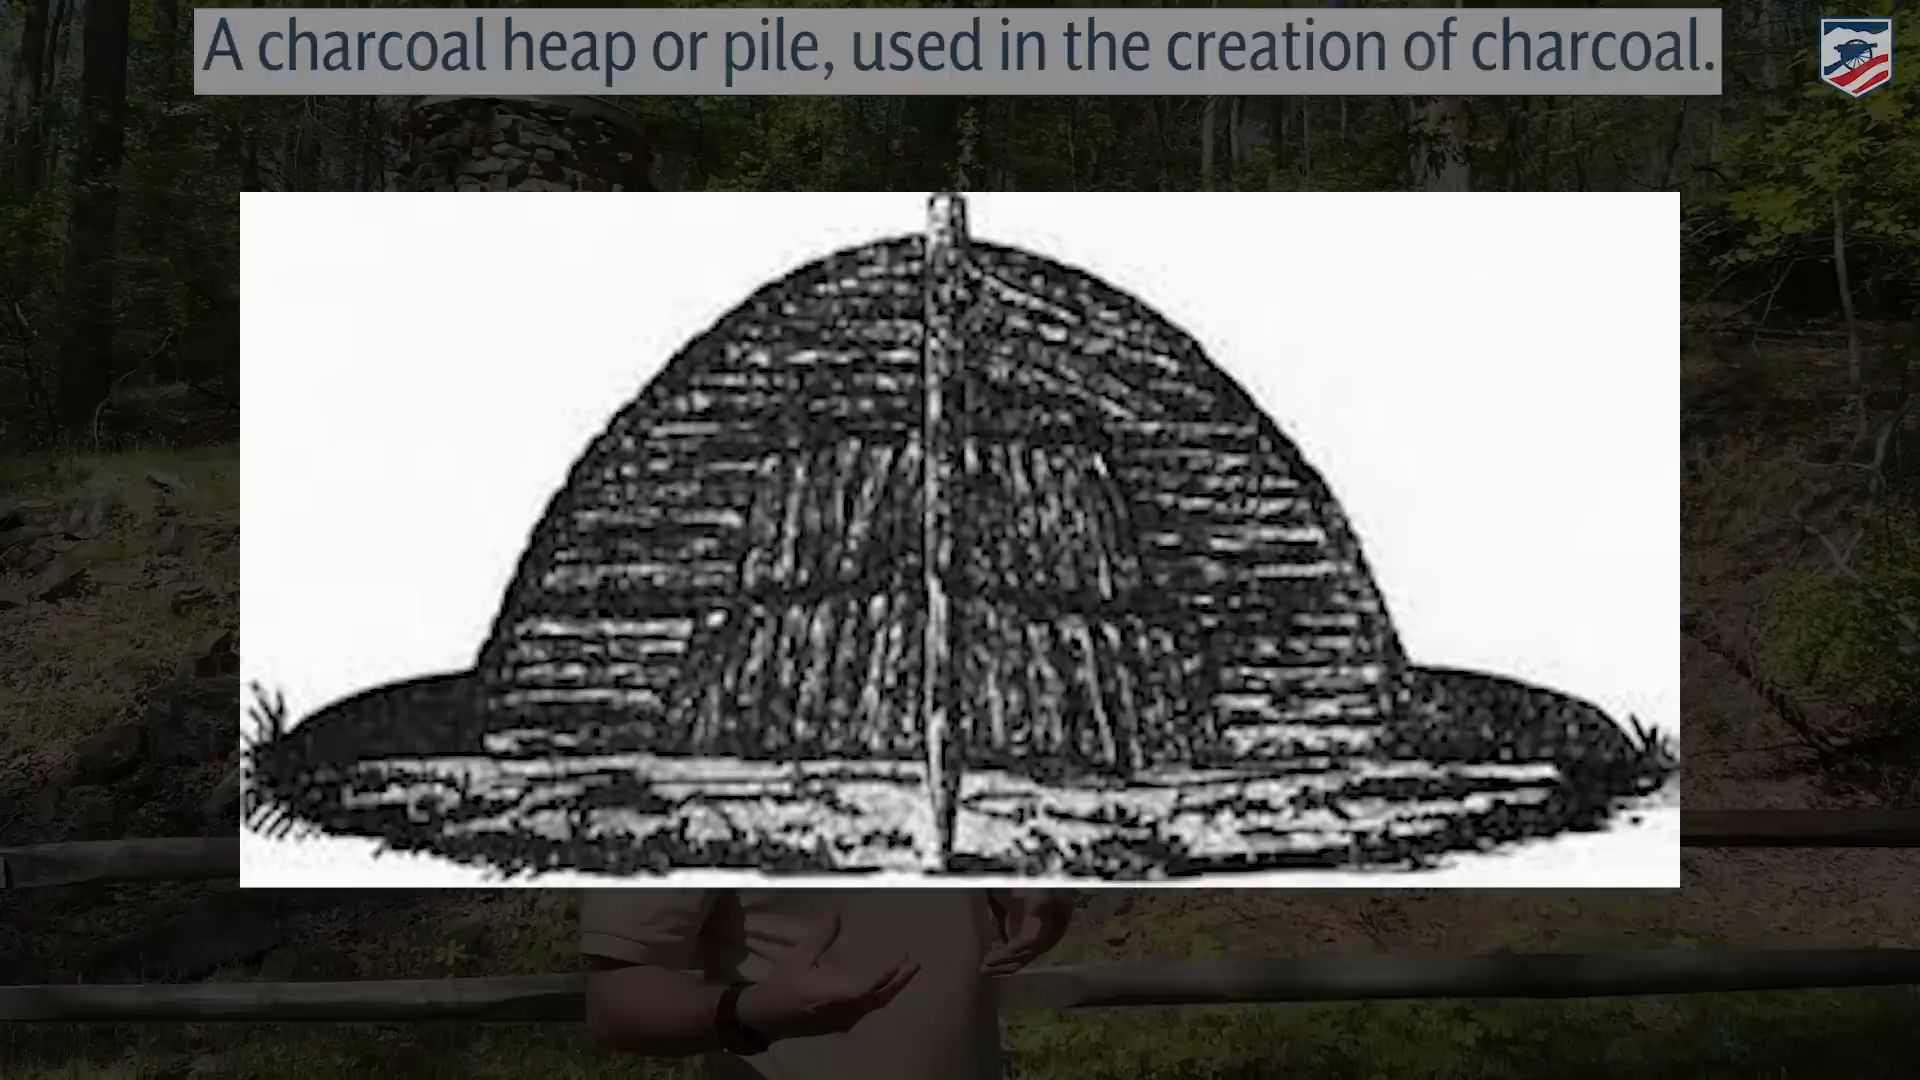 A charcoal heap or pile, used in the creation of charcoal.